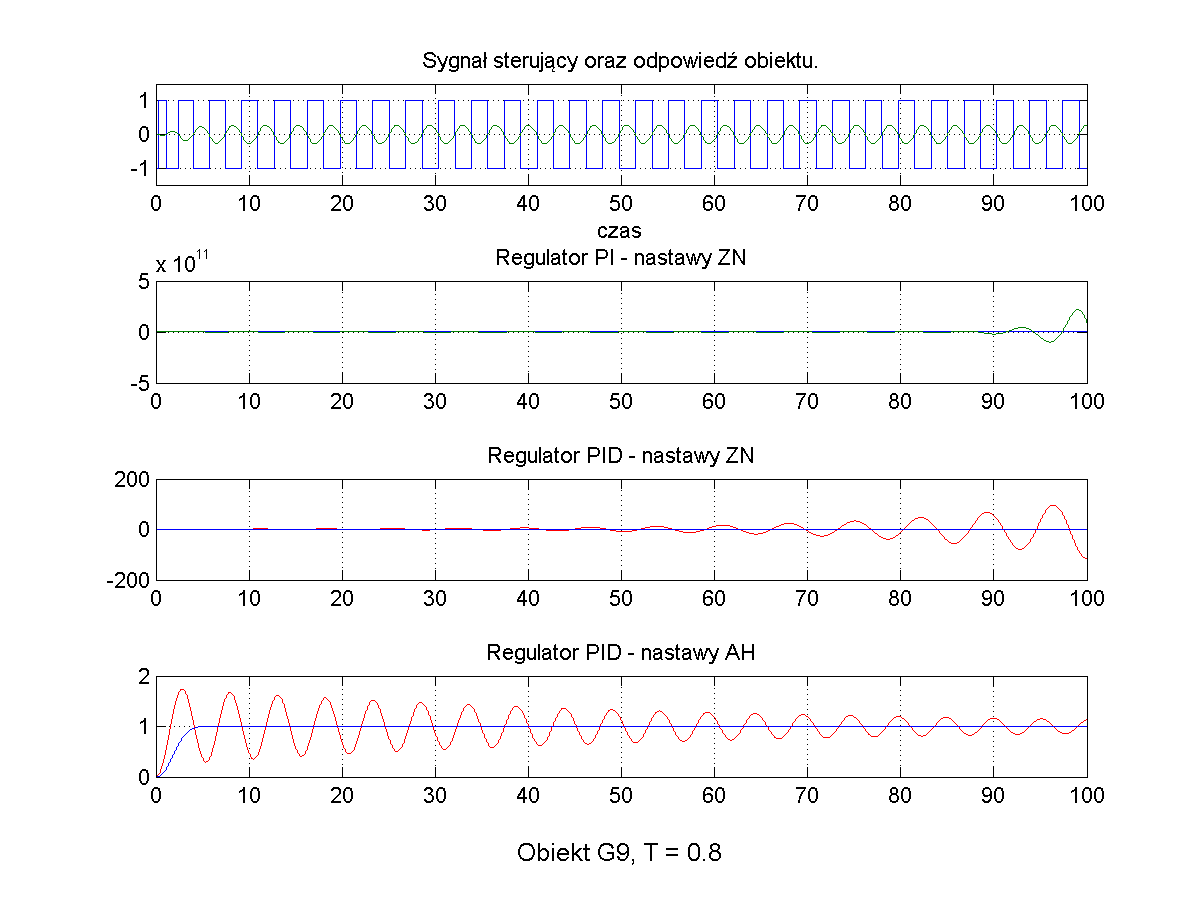 Sygnał sterujący oraz odpowiedź obiektu.
1
0
-1
0 10 20 30 40 50 60 70 80 90 100
czas
Regulator PI - nastawy ZN
x 10^11
5
0
-5
0 10 20 30 40 50 60 70 80 90 100
Regulator PID - nastawy ZN
200
0
-200
0 10 20 30 40 50 60 70 80 90 100
Regulator PID - nastawy AH
2
1
0
0 10 20 30 40 50 60 70 80 90 100
Obiekt G9, T = 0.8